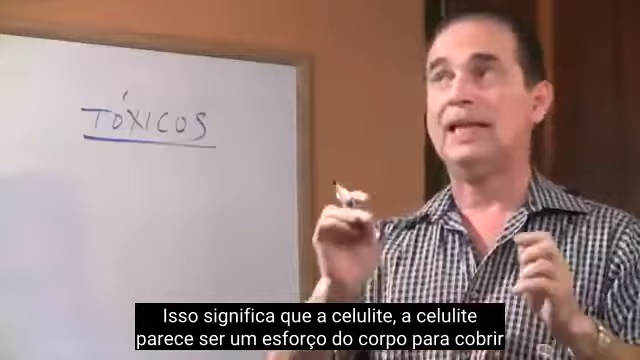 TÓXICOS
Isso significa que a celulite, a celulite
parece ser um esforço do corpo para cobrir